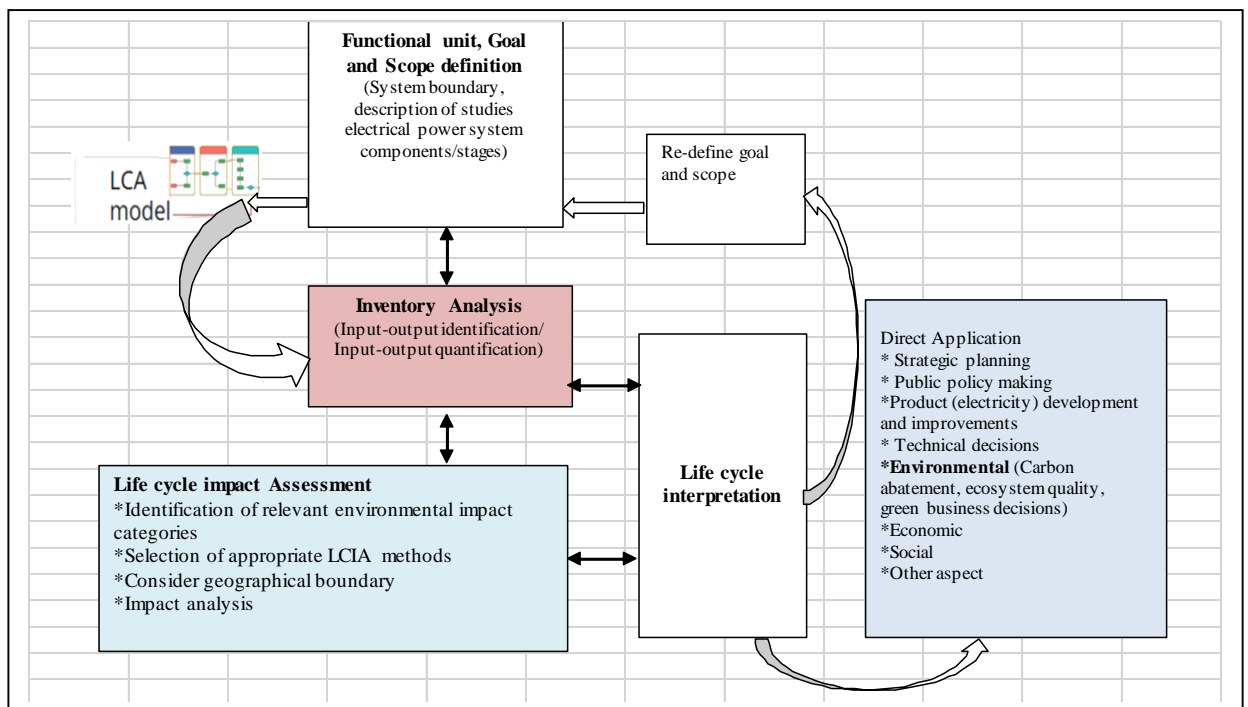 Functional unit, Goal
and Scope definition
(System boundary,
description of studies
electrical power system
components/stages)
LCA
model
Re-define goal
and scope
Inventory Analysis
(Input-output identification/
Input-output quantification)
Life cycle impact Assessment
*Identification of relevant environmental impact
categories
*Selection of appropriate LCIA methods
*Consider geographical boundary
*Impact analysis
Life cycle
interpretation
Direct Application
* Strategic planning
* Public policy making
*Product (electricity) development
and improvements
* Technical decisions
*Environmental (Carbon
abatement, ecosystem quality,
green business decisions)
*Economic
*Social
*Other aspect